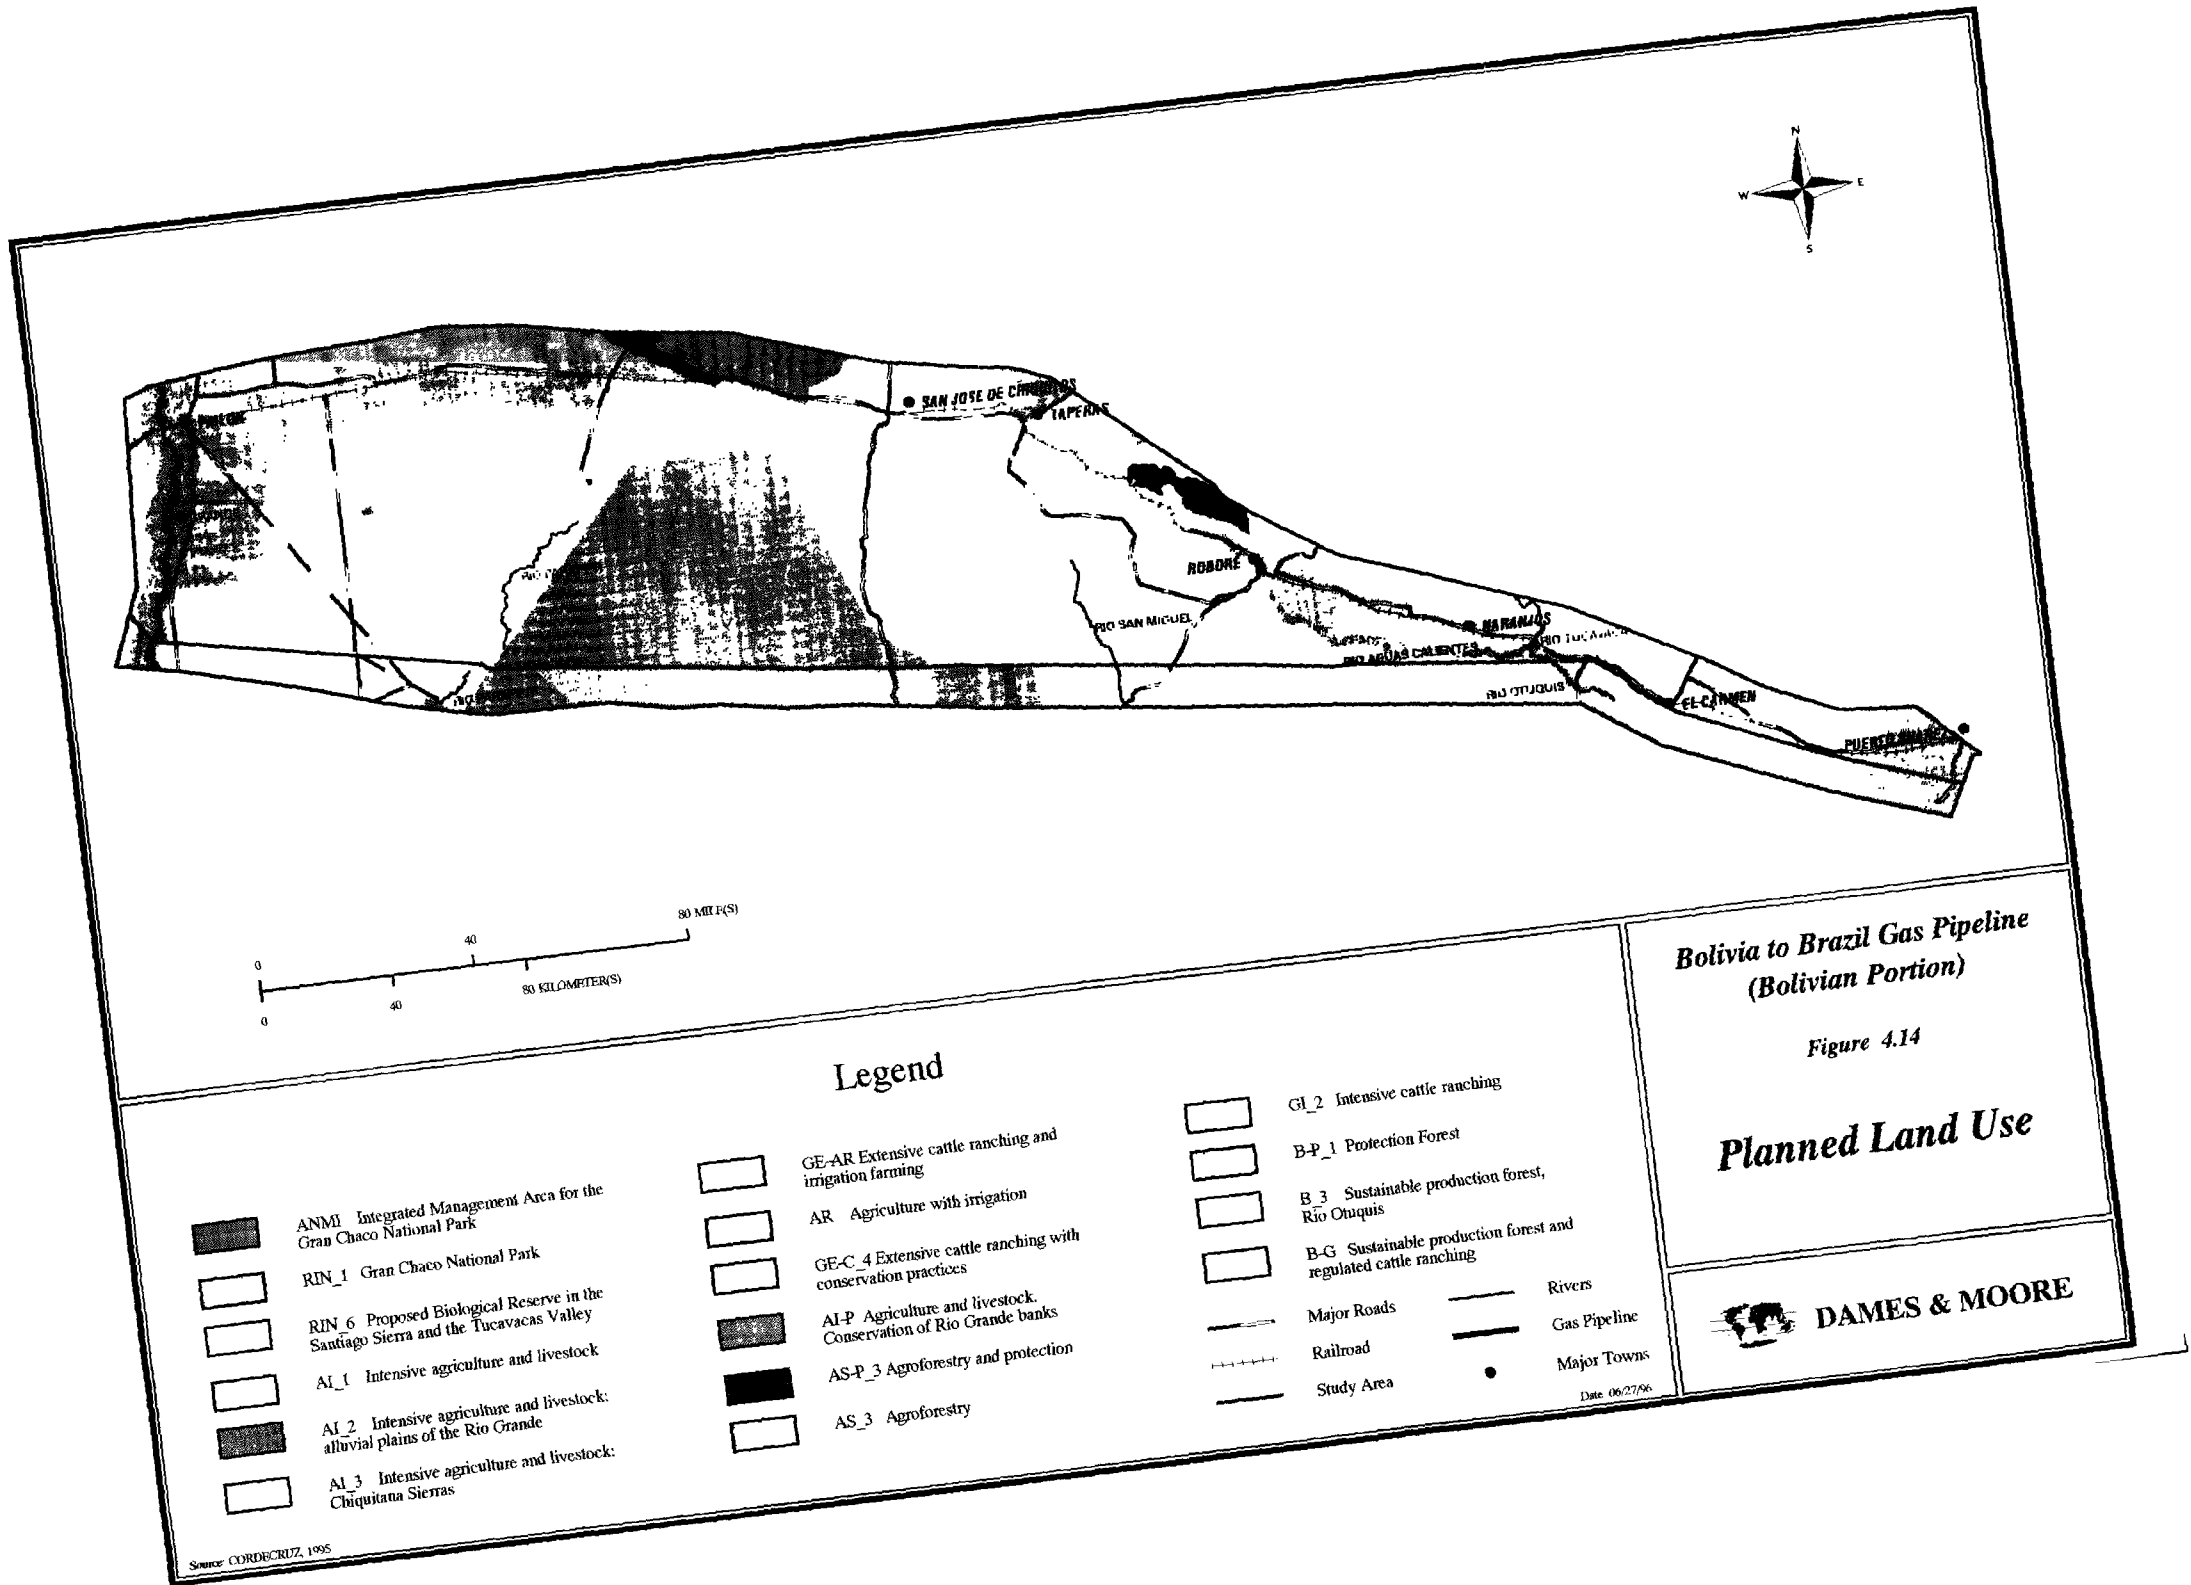 N
W
E
S
SAN JOSE DE CHIQUITOS
TAPERAS
ROBORE
RIO SAN MIGUEL
NARANJOS
RIO TUCAVACA
RIO AGUAS CALIENTES
RIO OTUQUIS
EL CARMEN
PUERTO SUAREZ
0
40
80 MILE(S)
0
40
80 KILOMETER(S)
Legend
ANMI Integrated Management Area for the
Gran Chaco National Park
RIN_1 Gran Chaco National Park
RIN_6 Proposed Biological Reserve in the
Santiago Sierra and the Tucavacas Valley
AI_1 Intensive agriculture and livestock
AI_2 Intensive agriculture and livestock:
alluvial plains of the Rio Grande
AI_3 Intensive agriculture and livestock:
Chiquitana Sierras
GE-AR Extensive cattle ranching and
irrigation farming
AR Agriculture with irrigation
GE-C_4 Extensive cattle ranching with
conservation practices
AI-P Agriculture and livestock.
Conservation of Rio Grande banks
AS-P_3 Agroforestry and protection
AS_3 Agroforestry
GI_2 Intensive cattle ranching
B-P_1 Protection Forest
B_3 Sustainable production forest,
Rio Otuquis
B-G Sustainable production forest and
regulated cattle ranching
Major Roads
Railroad
Study Area
Rivers
Gas Pipeline
Major Towns
Date 06/27/96
Source CORDECRUZ, 1995
Bolivia to Brazil Gas Pipeline
(Bolivian Portion)
Figure 4.14
Planned Land Use
DAMES & MOORE